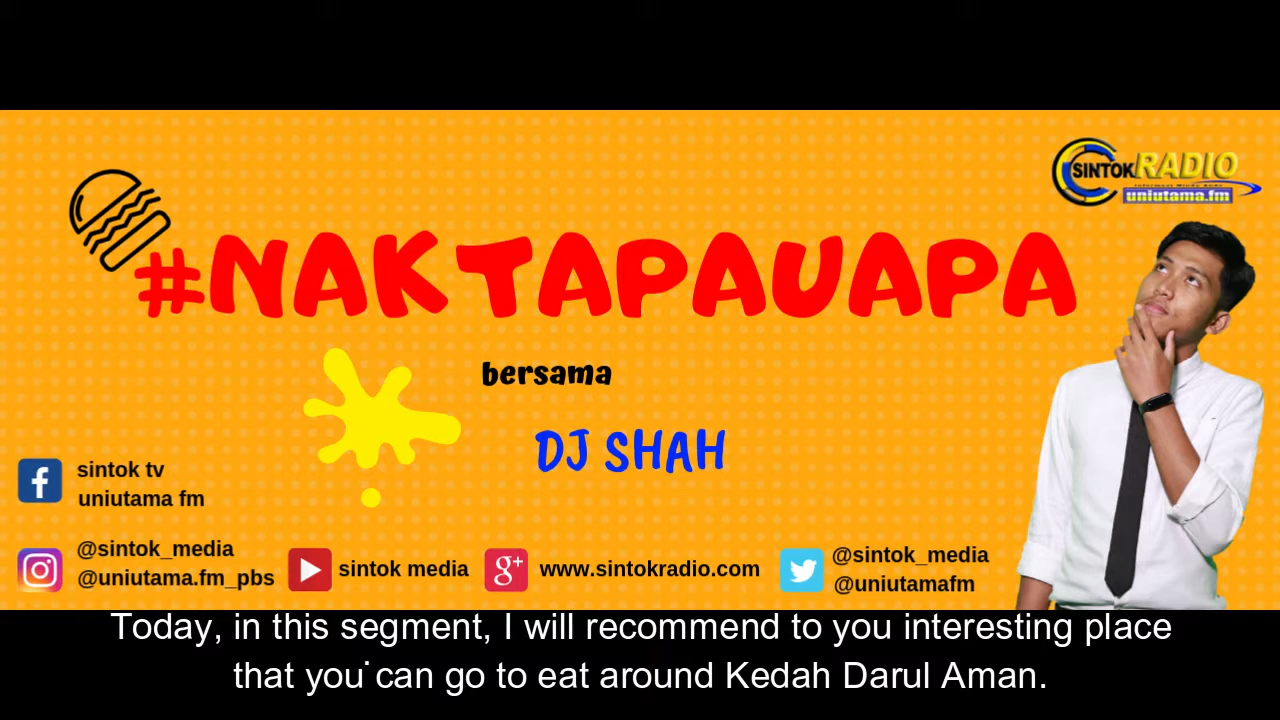 SINTOKRADIO
uniutama.fm
#NAKTAPAUAPA
bersama
DJ SHAH
sintok tv
uniutama fm
@sintok_media
@uniutama.fm_pbs
sintok media
www.sintokradio.com
@sintok_media
@uniutamafm
Today, in this segment, I will recommend to you interesting place
that you can go to eat around Kedah Darul Aman.